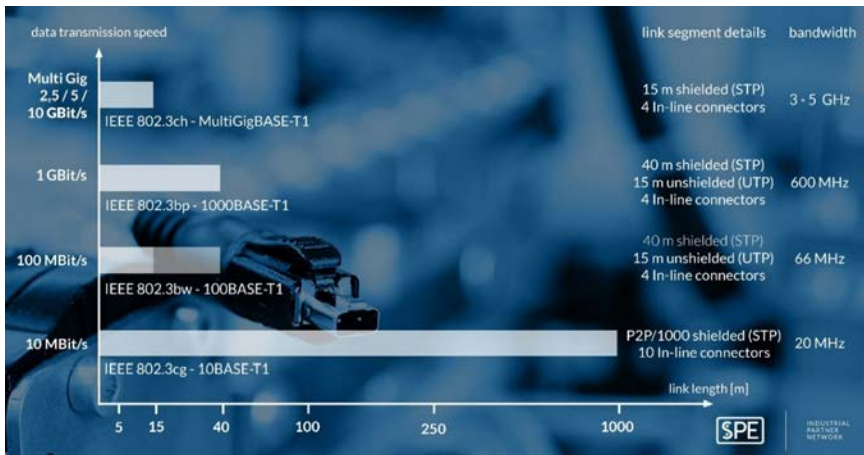 data transmission speed
link segment details
bandwidth
Multi Gig
2,5 / 5 /
10 GBit/s
IEEE 802.3ch - MultiGigBASE-T1
15 m shielded (STP)
4 In-line connectors
3 - 5 GHz
1 GBit/s
IEEE 802.3bp - 1000BASE-T1
40 m shielded (STP)
15 m unshielded (UTP)
4 In-line connectors
600 MHz
100 MBit/s
IEEE 802.3bw - 100BASE-T1
40 m shielded (STP)
15 m unshielded (UTP)
4 In-line connectors
66 MHz
10 MBit/s
IEEE 802.3cg - 10BASE-T1
P2P/1000 shielded (STP)
10 In-line connectors
20 MHz
link length [m]
5 15 40 100 250 1000
SPE
INDUSTRIAL
PARTNER
NETWORK